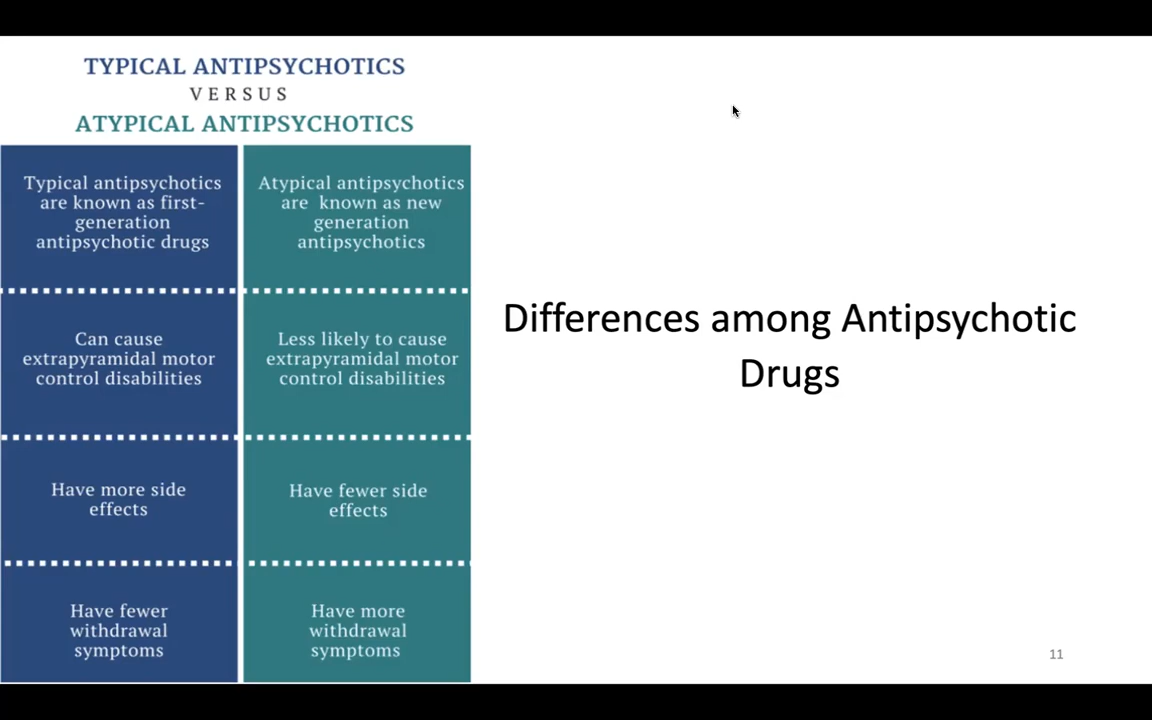 TYPICAL ANTIPSYCHOTICS
VERSUS
ATYPICAL ANTIPSYCHOTICS
Typical antipsychotics
are known as first-
generation
antipsychotic drugs
Atypical antipsychotics
are known as new
generation
antipsychotics
Can cause
extrapyramidal motor
control disabilities
Less likely to cause
extrapyramidal motor
control disabilities
Have more side
effects
Have fewer side
effects
Have fewer
withdrawal
symptoms
Have more
withdrawal
symptoms
Differences among Antipsychotic
Drugs
11